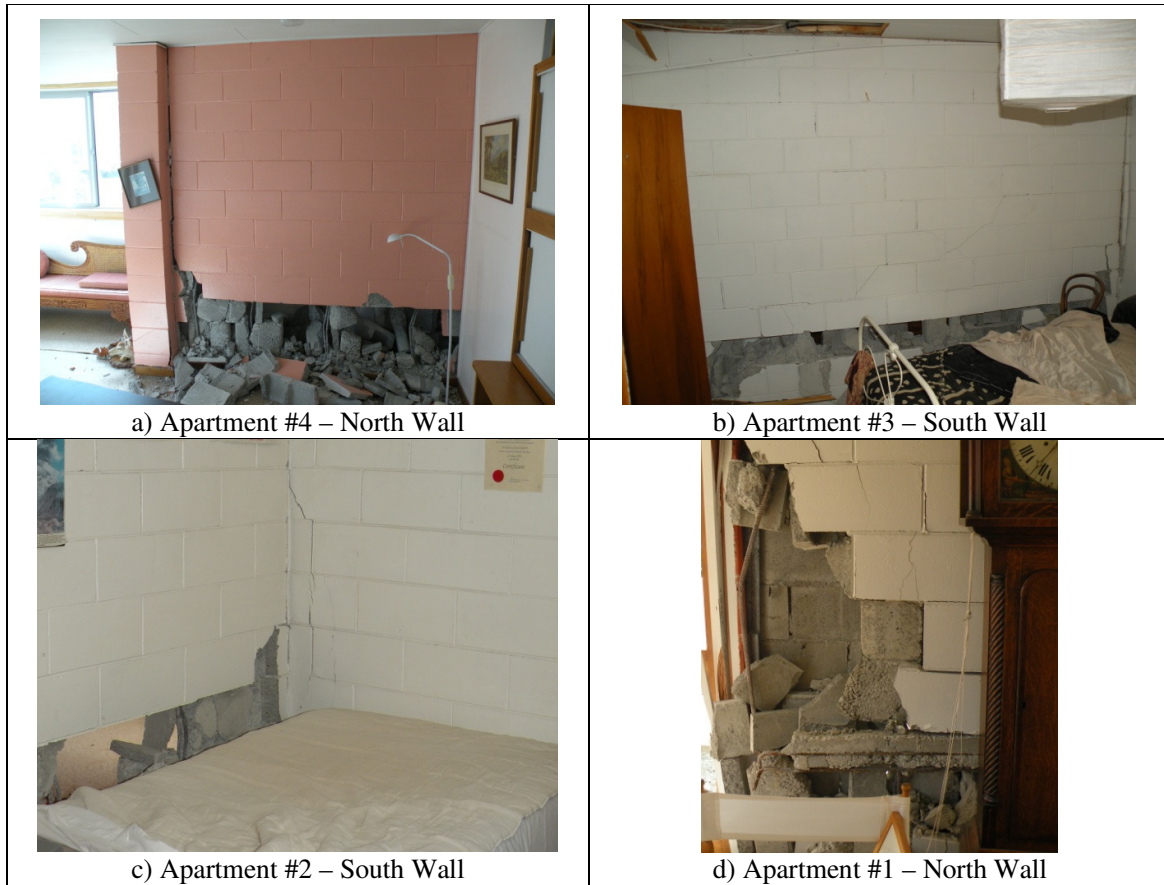 a) Apartment #4 – North Wall
b) Apartment #3 – South Wall
c) Apartment #2 – South Wall
d) Apartment #1 – North Wall